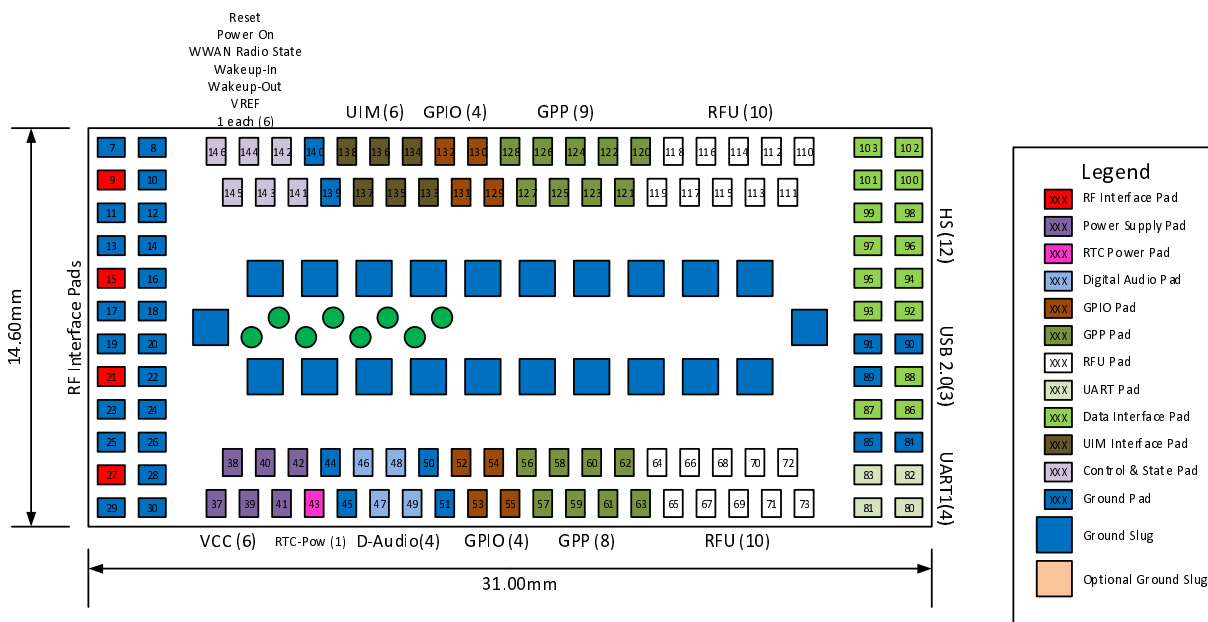 Reset
Power On
WWAN Radio State
Wakeup-In
Wakeup-Out
VREF
1 each (6)
UIM (6) GPIO (4) GPP (9) RFU (10)
7 8 146 144 142 140 138 136 134 132 130 128 126 124 122 120 118 116 114 112 110 103 102
9 10 145 143 141 139 137 135 133 131 129 127 125 123 121 119 117 115 113 111 101 100
11 12 99 98
13 14 97 96
15 16 95 94
17 18 93 92
19 20 91 90
21 22 89 88
23 24 87 86
25 26 85 84
27 28 38 40 42 44 46 48 50 52 54 56 58 60 62 64 66 68 70 72 83 82
29 30 37 39 41 43 45 47 49 51 53 55 57 59 61 63 65 67 69 71 73 81 80
RF Interface Pads
14.60mm
HS (12)
USB 2.0(3)
UART1(4)
VCC (6) RTC-Pow (1) D-Audio(4) GPIO (4) GPP (8) RFU (10)
31.00mm
Legend
XXX RF Interface Pad
XXX Power Supply Pad
XXX RTC Power Pad
XXX Digital Audio Pad
XXX GPIO Pad
XXX GPP Pad
XXX RFU Pad
XXX UART Pad
XXX Data Interface Pad
XXX UIM Interface Pad
XXX Control & State Pad
XXX Ground Pad
Ground Slug
Optional Ground Slug